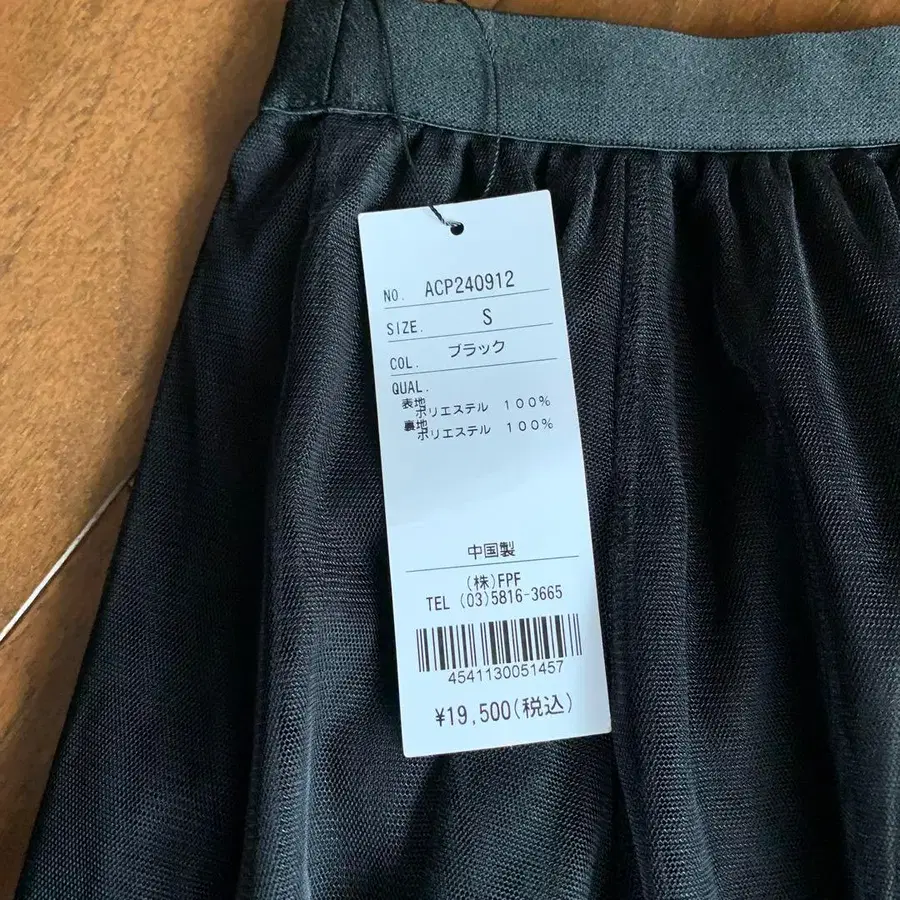 NO. ACP240912
SIZE. S
COL. ブラック
QUAL.
表地
ポリエステル 100%
裏地
ポリエステル 100%
中国製
(株)FPF
TEL (03)5816-3665
4541130051457
¥19,500(税込)